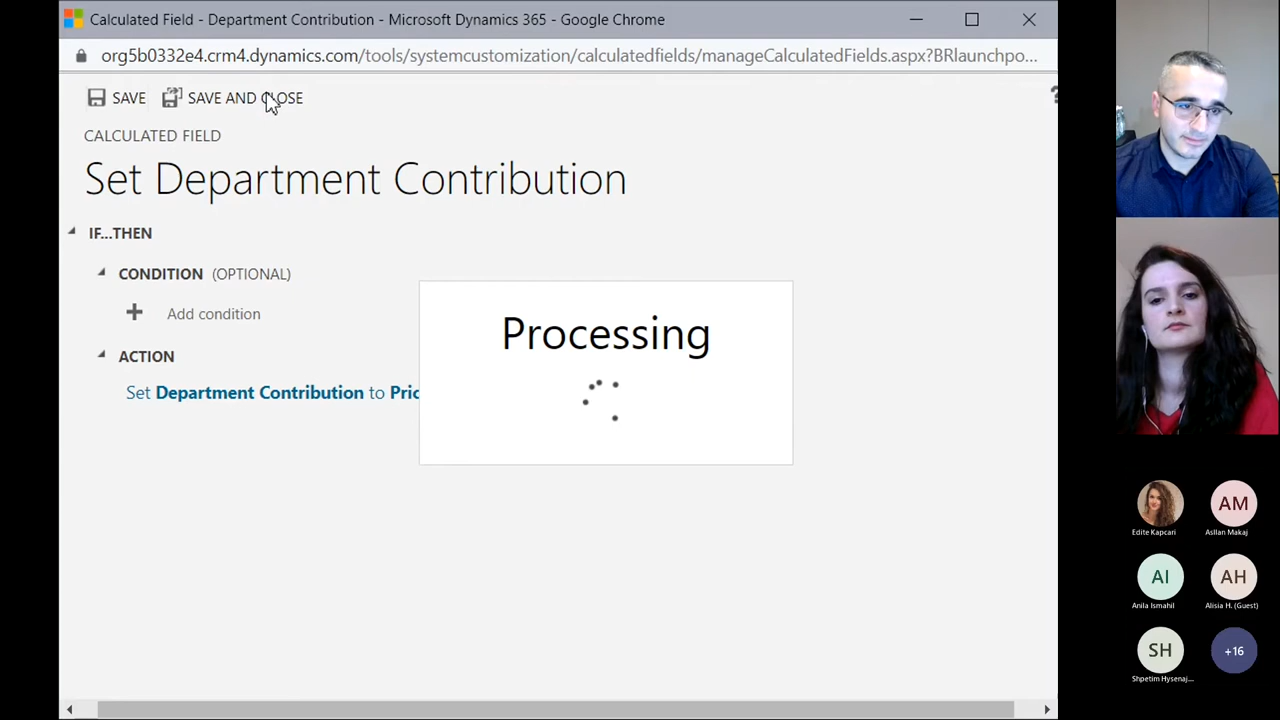 Calculated Field - Department Contribution - Microsoft Dynamics 365 - Google Chrome
org5b0332e4.crm4.dynamics.com/tools/systemcustomization/calculatedfields/manageCalculatedFields.aspx?BRlaunchpo...
SAVE SAVE AND CLOSE
?
CALCULATED FIELD
Set Department Contribution
IF...THEN
CONDITION (OPTIONAL)
Add condition
ACTION
Set Department Contribution to Pric
Processing
Edite Kapcari
AM
Asllan Makaj
AI
Anila Ismahil
AH
Alisia H. (Guest)
SH
Shpetim Hysenaj...
+16